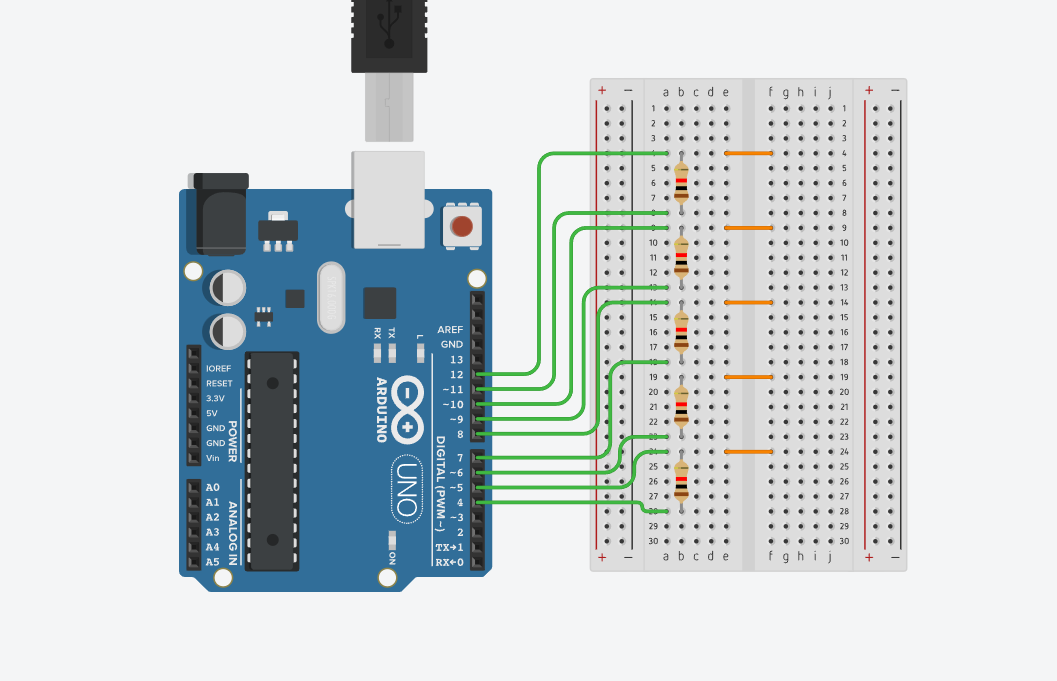 AREF
GND
13
12
~11
~10
~9
8
7
~6
~5
4
~3
2
TX→1
RX←0
DIGITAL (PWM~)
RX
TX
L
ARDUINO
UNO
ON
IOREF
RESET
3.3V
5V
GND
GND
Vin
POWER
A0
A1
A2
A3
A4
A5
ANALOG IN
+ − a b c d e f g h i j + −
1 1
2 2
3 3
4
5 5
6 6
7 7
8 8
9
10 10
11 11
12 12
13 13
14
15 15
16 16
17 17
18 18
19 19
20 20
21 21
22 22
23 23
24 24
25 25
26 26
27 27
28 28
29 29
30 30
+ − a b c d e f g h i j + −